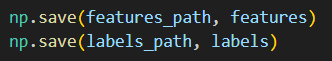 np.save(features_path, features)
np.save(labels_path, labels)